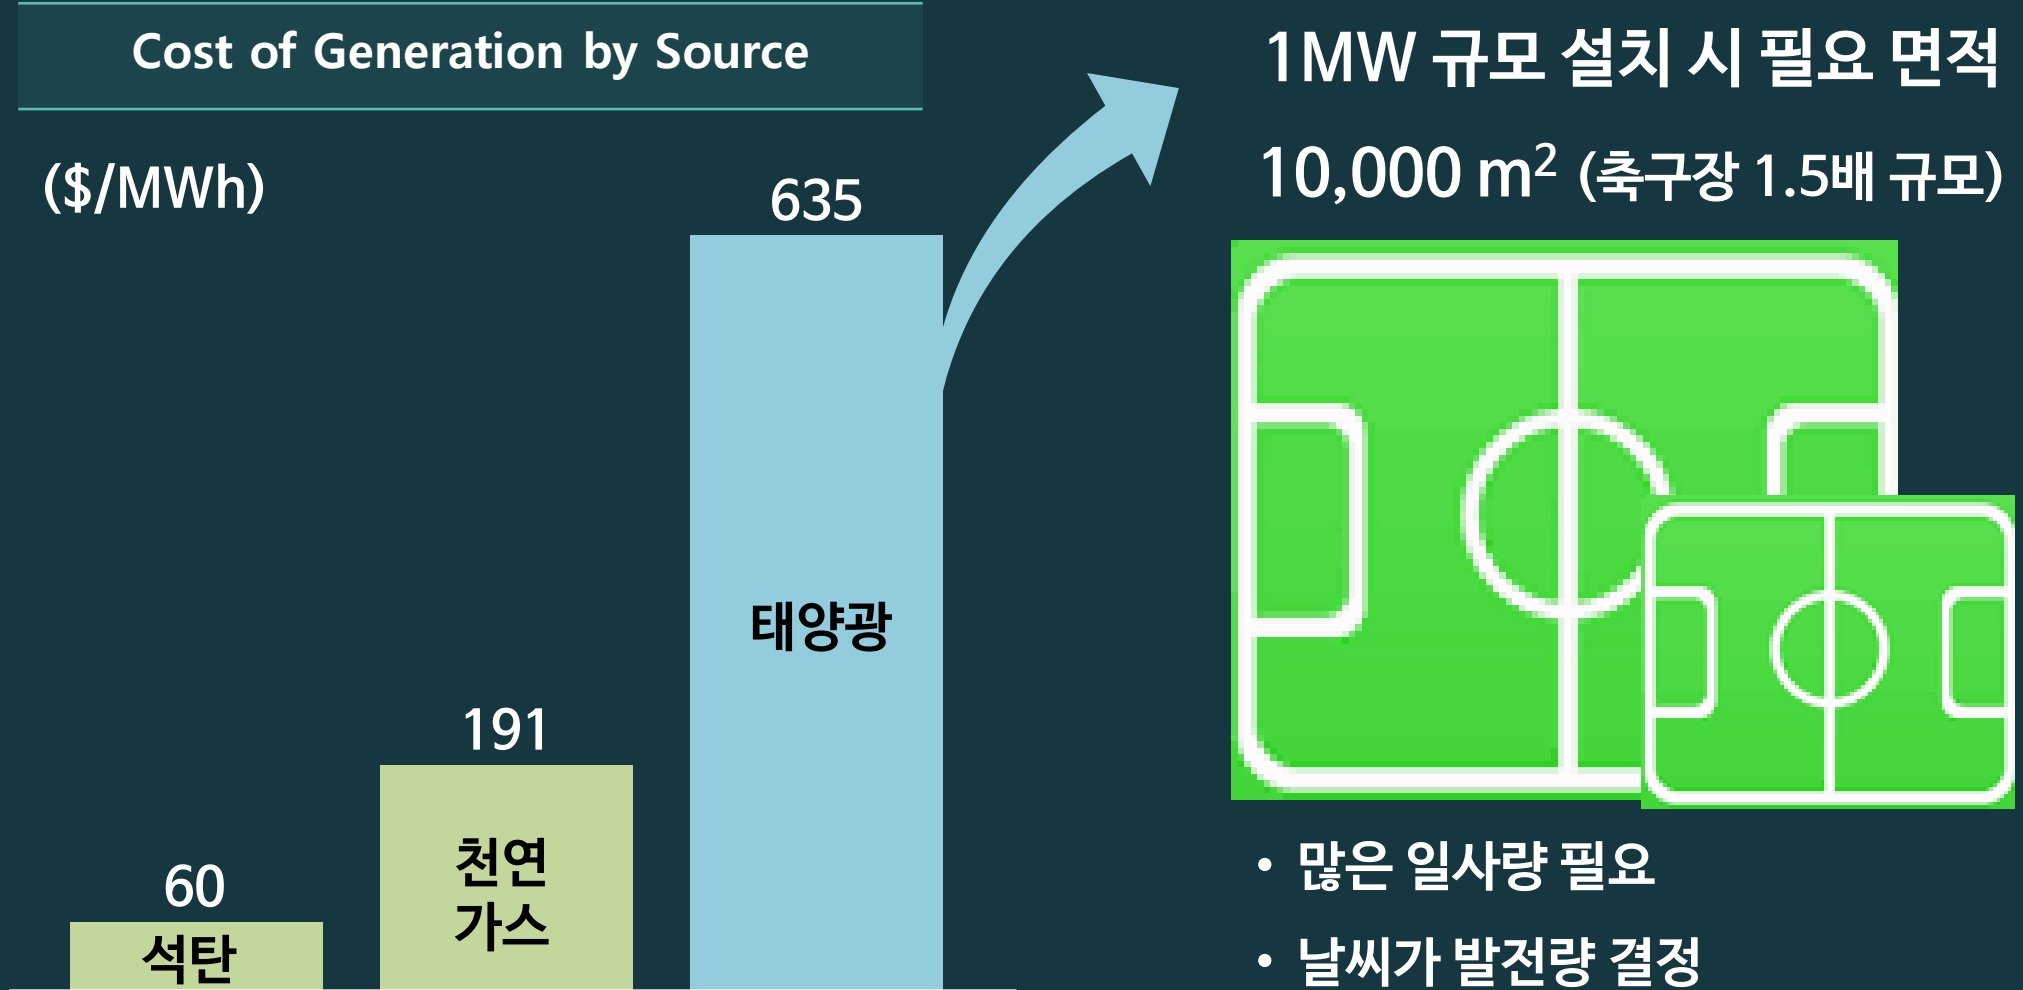 Cost of Generation by Source
($/MWh)
635
태양광
191
천연
가스
60
석탄
1MW 규모 설치 시 필요 면적
10,000 m² (축구장 1.5배 규모)
• 많은 일사량 필요
• 날씨가 발전량 결정